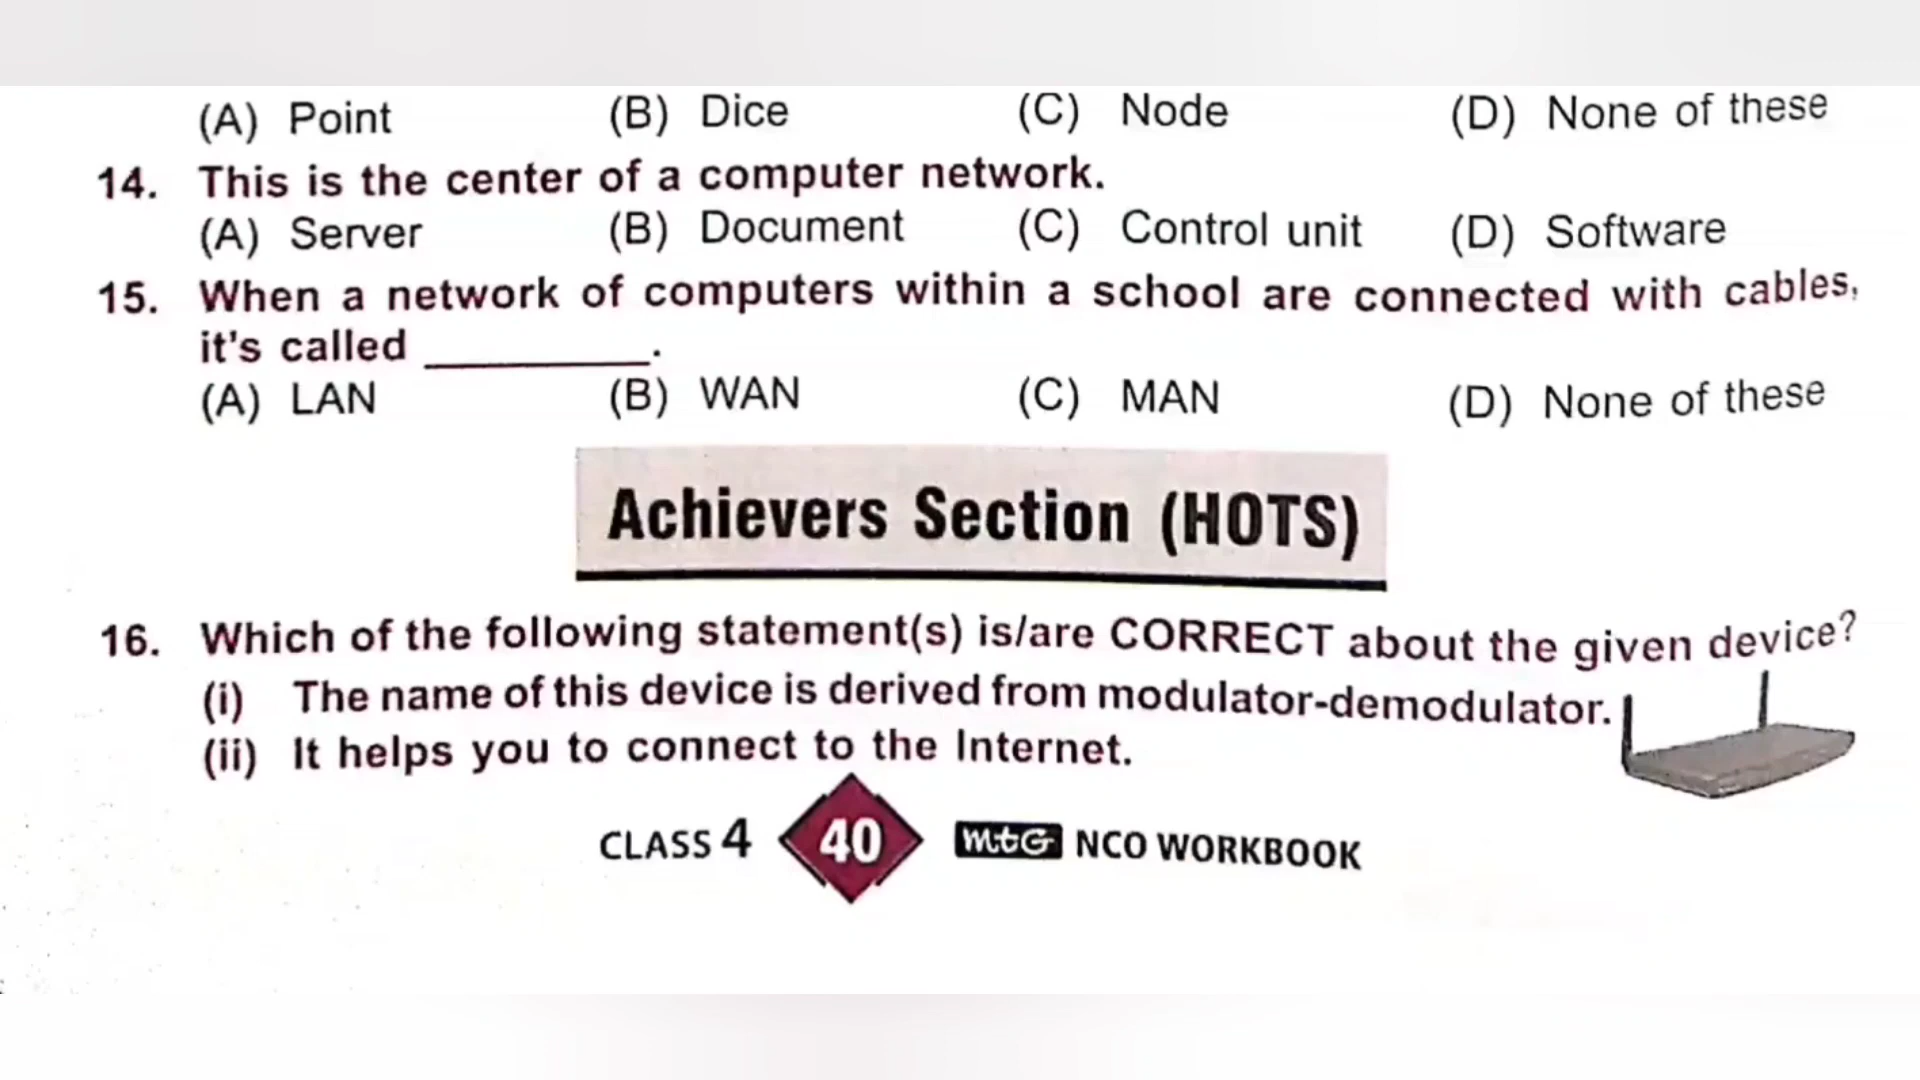 (A) Point (B) Dice (C) Node (D) None of these
14. This is the center of a computer network.
(A) Server (B) Document (C) Control unit (D) Software
15. When a network of computers within a school are connected with cables,
it's called __________.
(A) LAN (B) WAN (C) MAN (D) None of these
Achievers Section (HOTS)
16. Which of the following statement(s) is/are CORRECT about the given device?
(i) The name of this device is derived from modulator-demodulator.
(ii) It helps you to connect to the Internet.
CLASS 4 40 mtG NCO WORKBOOK